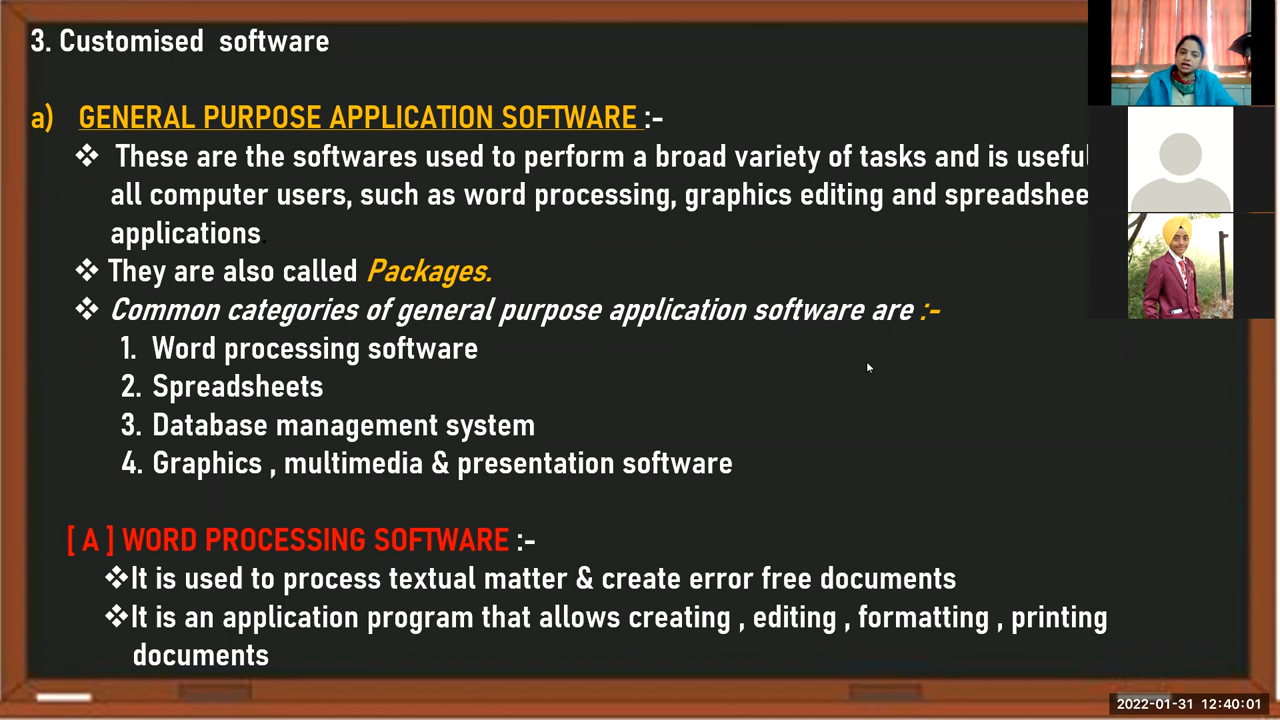 3. Customised software
a) GENERAL PURPOSE APPLICATION SOFTWARE :-
❖ These are the softwares used to perform a broad variety of tasks and is useful
all computer users, such as word processing, graphics editing and spreadshee
applications.
❖ They are also called Packages.
❖ Common categories of general purpose application software are :-
1. Word processing software
2. Spreadsheets
3. Database management system
4. Graphics , multimedia & presentation software
[ A ] WORD PROCESSING SOFTWARE :-
❖It is used to process textual matter & create error free documents
❖It is an application program that allows creating , editing , formatting , printing
documents
2022-01-31 12:40:01